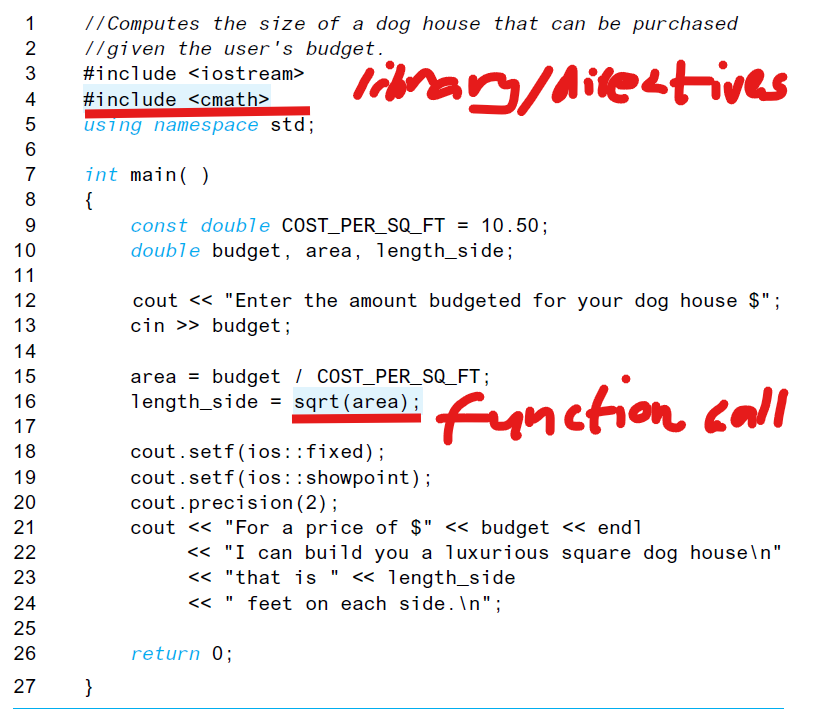 1 //Computes the size of a dog house that can be purchased
2 //given the user's budget.
3 #include <iostream>
library/directives
4 #include <cmath>
5 using namespace std;
6
7 int main( )
8 {
9 const double COST_PER_SQ_FT = 10.50;
10 double budget, area, length_side;
11
12 cout << "Enter the amount budgeted for your dog house $";
13 cin >> budget;
14
15 area = budget / COST_PER_SQ_FT;
16 length_side = sqrt(area);
function call
17
18 cout.setf(ios::fixed);
19 cout.setf(ios::showpoint);
20 cout.precision(2);
21 cout << "For a price of $" << budget << endl
22 << "I can build you a luxurious square dog house\n"
23 << "that is " << length_side
24 << " feet on each side.\n";
25
26 return 0;
27 }